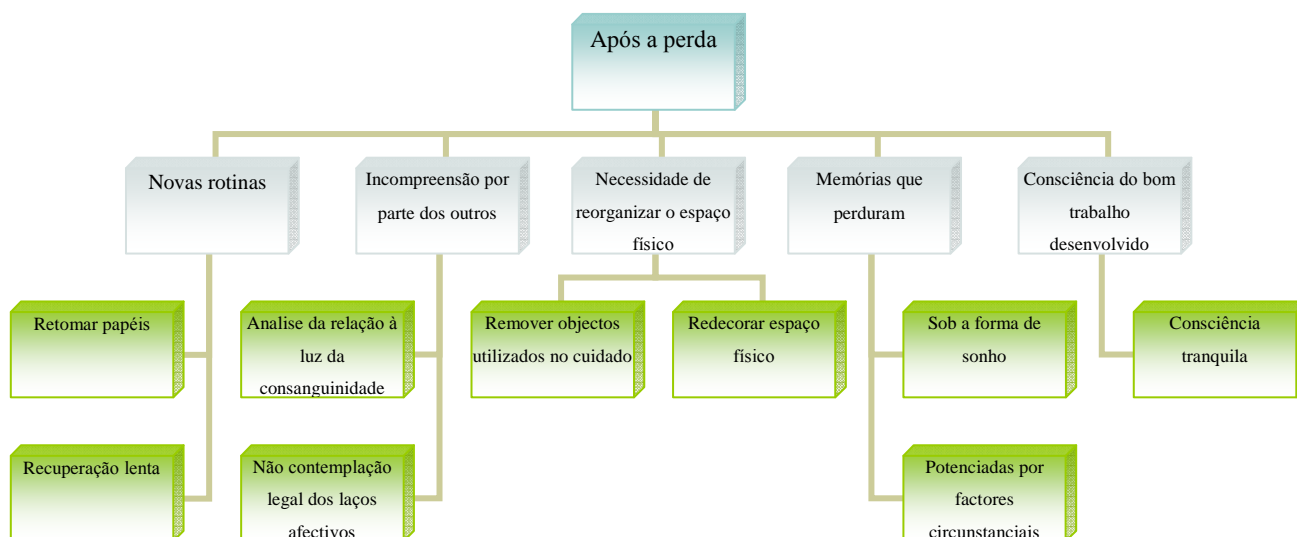 Após a perda
Novas rotinas
Incompreensão por
parte dos outros
Necessidade de
reorganizar o espaço
físico
Memórias que
perduram
Consciência do bom
trabalho
desenvolvido
Retomar papéis
Analise da relação à
luz da
consanguinidade
Remover objectos
utilizados no cuidado
Redecorar espaço
físico
Sob a forma de
sonho
Consciência
tranquila
Recuperação lenta
Não contemplação
legal dos laços
afectivos
Potenciadas por
factores
circunstanciais